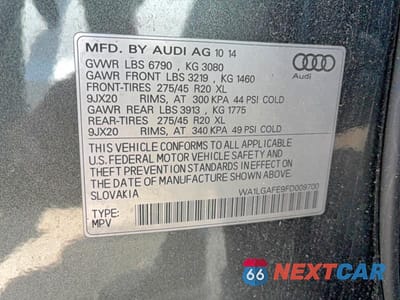 MFD. BY AUDI AG 10 14
GVWR LBS 6790 , KG 3080
GAWR FRONT LBS 3219 , KG 1460
FRONT-TIRES 275/45 R20 XL
9JX20 RIMS, AT 300 KPA 44 PSI COLD
GAWR REAR LBS 3913 , KG 1775
REAR-TIRES 275/45 R20 XL
9JX20 RIMS, AT 340 KPA 49 PSI COLD
Audi
THIS VEHICLE CONFORMS TO ALL APPLICABLE
U.S. FEDERAL MOTOR VEHICLE SAFETY AND
THEFT PREVENTION STANDARDS IN EFFECT ON
THE DATE OF MANUFACTURE SHOWN ABOVE.
SLOVAKIA
WA1LGAFE9FD009700
TYPE:
MPV
66 NEXTCAR